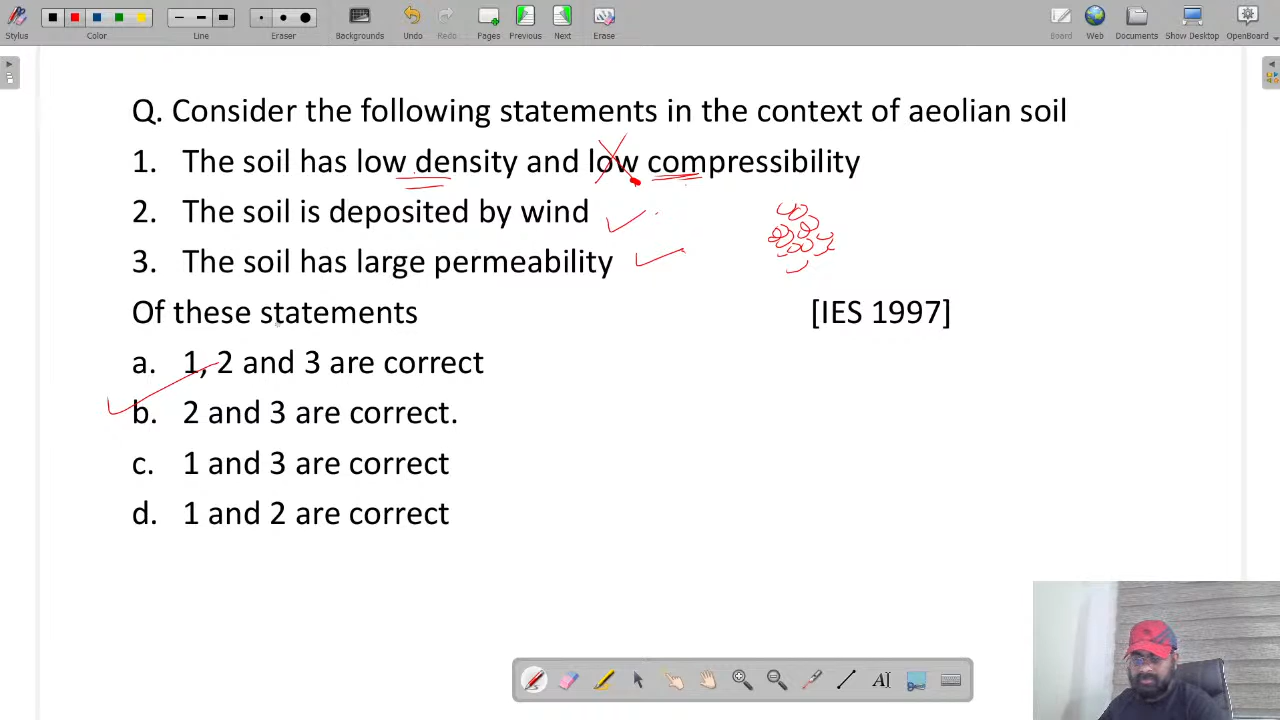 Stylus Color Line Eraser Backgrounds Undo Redo Pages Previous Next Erase Board Web Documents Show Desktop OpenBoard
Q. Consider the following statements in the context of aeolian soil
1. The soil has low density and low compressibility
2. The soil is deposited by wind
3. The soil has large permeability
Of these statements [IES 1997]
a. 1, 2 and 3 are correct
b. 2 and 3 are correct.
c. 1 and 3 are correct
d. 1 and 2 are correct
AI